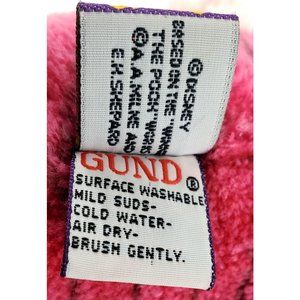 ©DISNEY
BASED ON THE "WINNIE
THE POOH" WORKS
©A.A. MILNE AND
E.H. SHEPARD
GUND®
SURFACE WASHABLE
MILD SUDS-
COLD WATER-
AIR DRY-
BRUSH GENTLY.